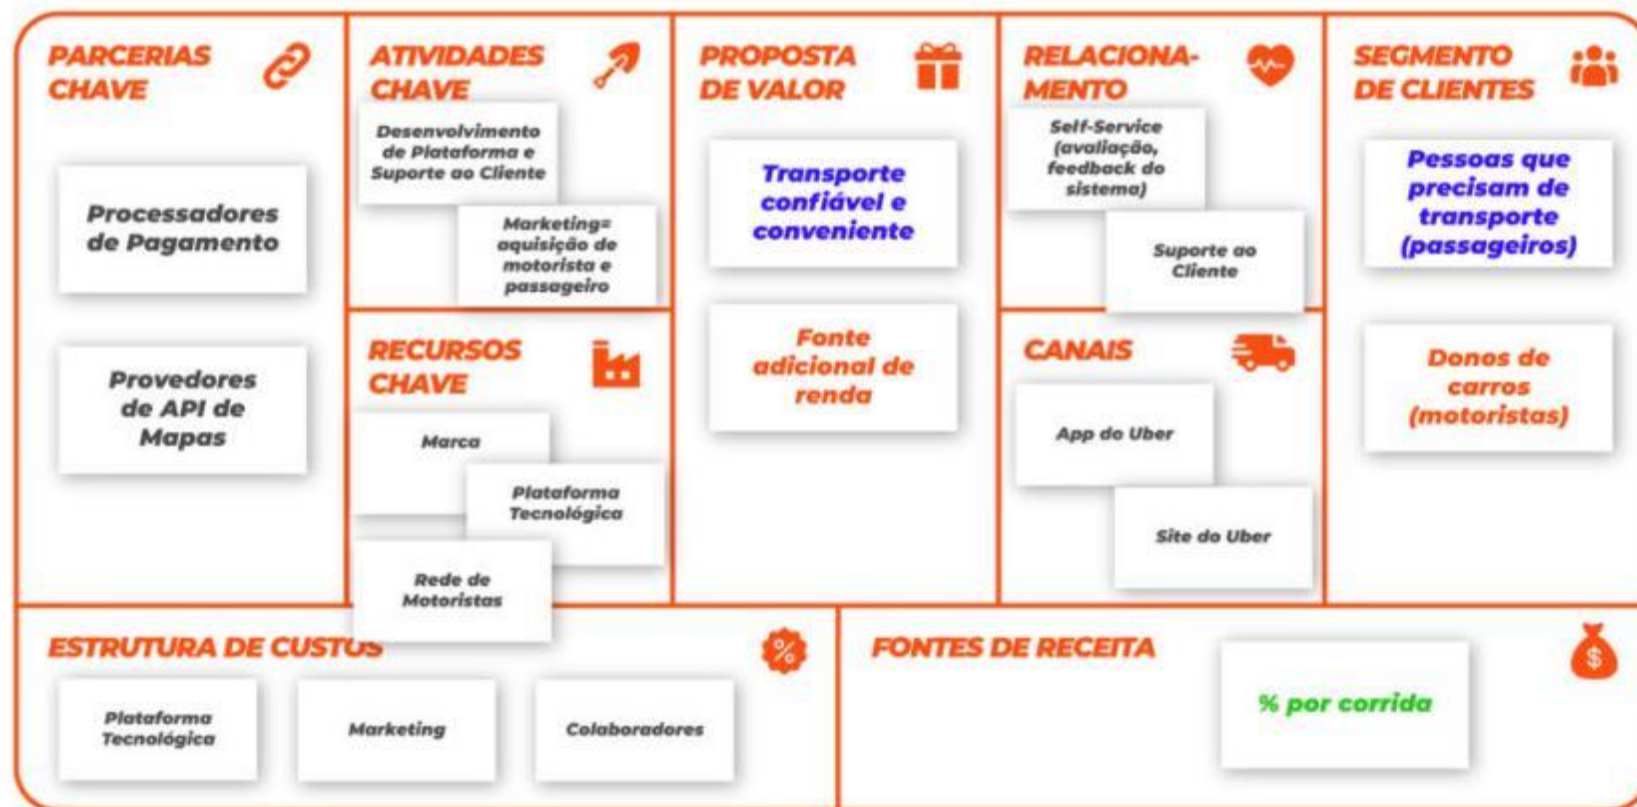 PARCERIAS
CHAVE
Processadores
de Pagamento
Provedores
de API de
Mapas
ATIVIDADES
CHAVE
Desenvolvimento
de Plataforma e
Suporte ao Cliente
Marketing=
aquisição de
motorista e
passageiro
RECURSOS
CHAVE
Marca
Plataforma
Tecnológica
Rede de
Motoristas
PROPOSTA
DE VALOR
Transporte
confiável e
conveniente
Fonte
adicional de
renda
RELACIONA-
MENTO
Self-Service
(avaliação,
feedback do
sistema)
Suporte ao
Cliente
CANAIS
App do Uber
Site do Uber
SEGMENTO
DE CLIENTES
Pessoas que
precisam de
transporte
(passageiros)
Donos de
carros
(motoristas)
ESTRUTURA DE CUSTOS
Plataforma
Tecnológica
Marketing
Colaboradores
FONTES DE RECEITA
% por corrida